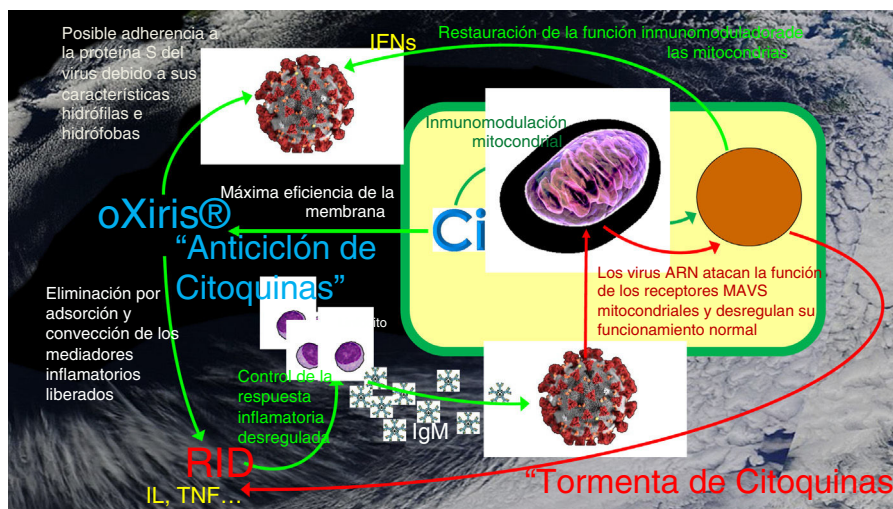 Posible adherencia a
la proteína S del
virus debido a sus
características
hidrófilas e
hidrófobas
IFNs
Restauración de la función inmunomoduladorade
las mitocondrias
Inmunomodulación
mitocondrial
Máxima eficiencia de la
membrana
oXiris®
Ci
“Anticiclón de
Citoquinas”
Los virus ARN atacan la función
de los receptores MAVS
mitocondriales y desregulan su
funcionamiento normal
Eliminación por
adsorción y
convección de los
mediadores
inflamatorios
liberados
ito
Control de la
respuesta
inflamatoria
desregulada
IgM
RID
IL, TNF…
“Tormenta de Citoquinas